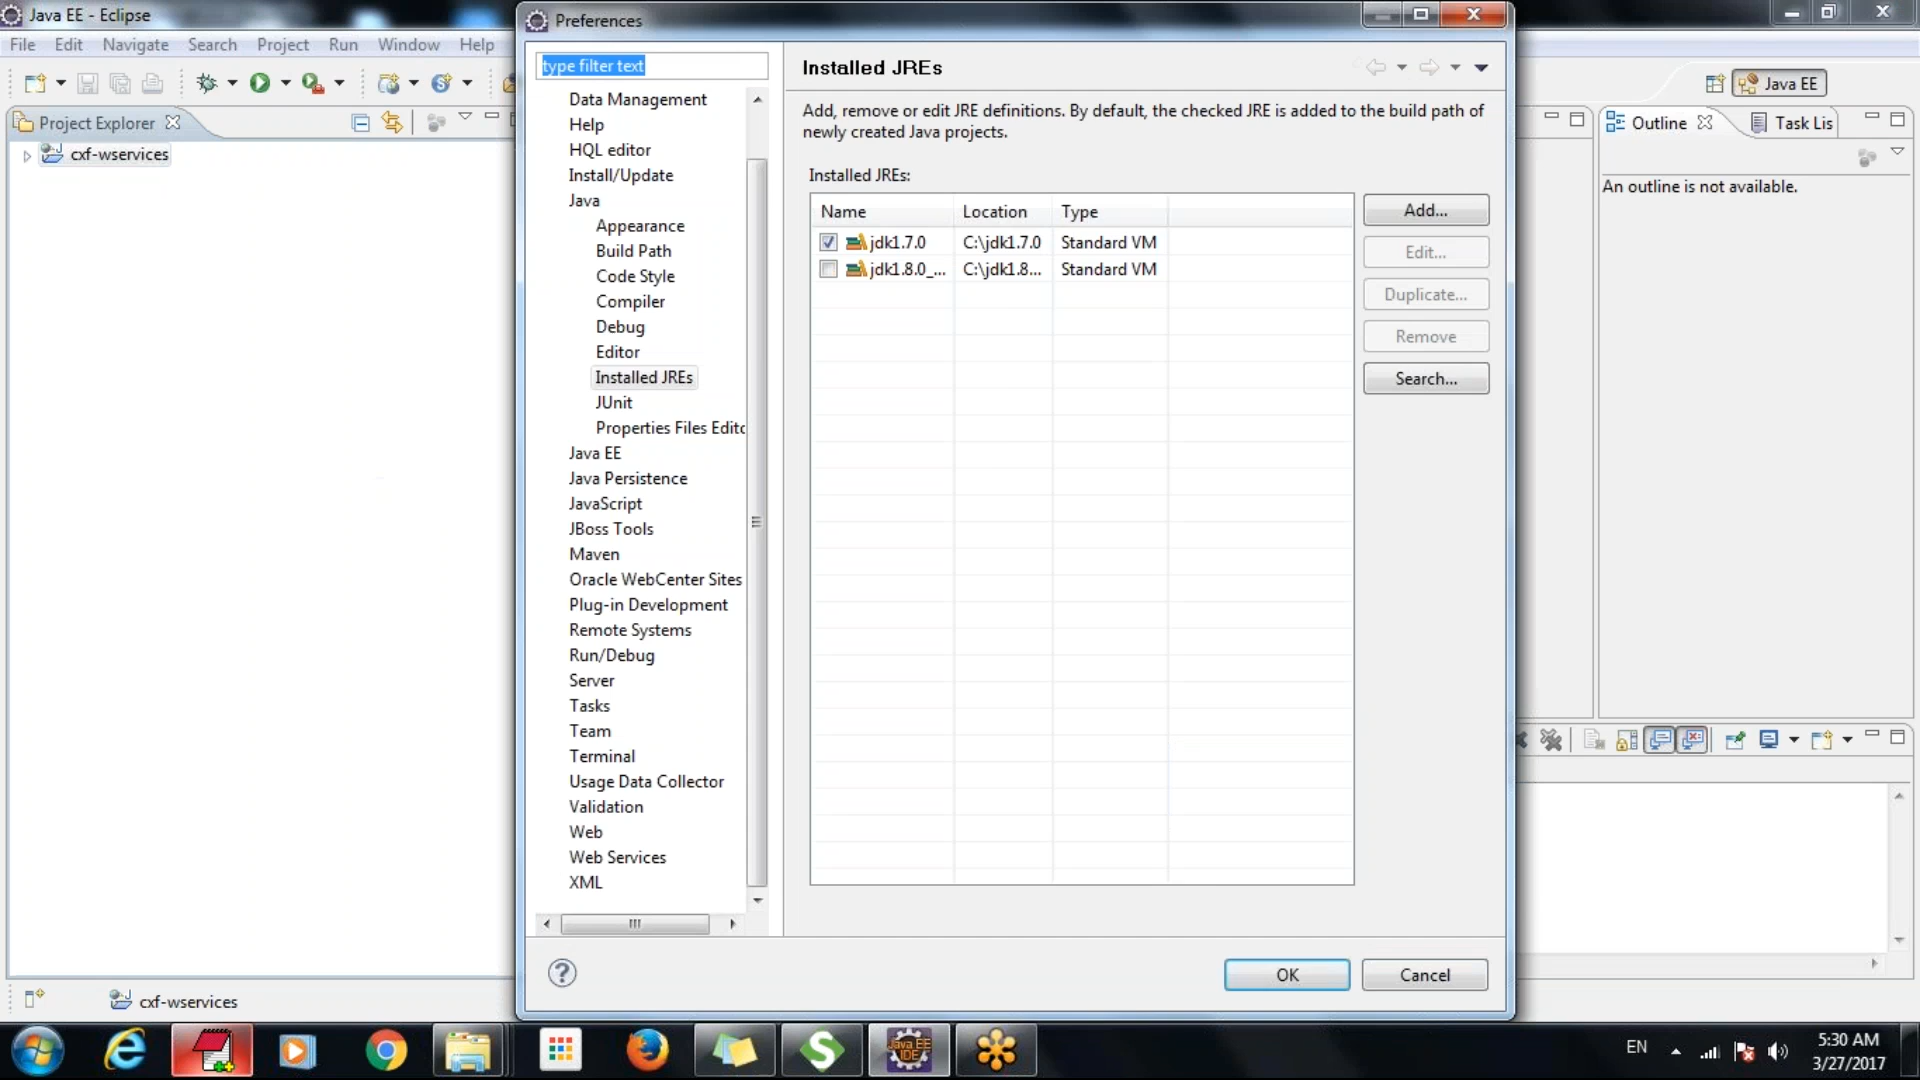 Java EE - Eclipse
File Edit Navigate Search Project Run Window Help
Project Explorer
cxf-wservices
Preferences
type filter text
Data Management
Help
HQL editor
Install/Update
Java
Appearance
Build Path
Code Style
Compiler
Debug
Editor
Installed JREs
JUnit
Properties Files Edito
Java EE
Java Persistence
JavaScript
JBoss Tools
Maven
Oracle WebCenter Sites
Plug-in Development
Remote Systems
Run/Debug
Server
Tasks
Team
Terminal
Usage Data Collector
Validation
Web
Web Services
XML
Installed JREs
Add, remove or edit JRE definitions. By default, the checked JRE is added to the build path of
newly created Java projects.
Installed JREs:
Name Location Type
jdk1.7.0 C:\jdk1.7.0 Standard VM
jdk1.8.0_... C:\jdk1.8... Standard VM
Add...
Edit...
Duplicate...
Remove
Search...
OK Cancel
Java EE
Outline Task Lis
An outline is not available.
cxf-wservices
Java EE
IDE
EN
5:30 AM
3/27/2017